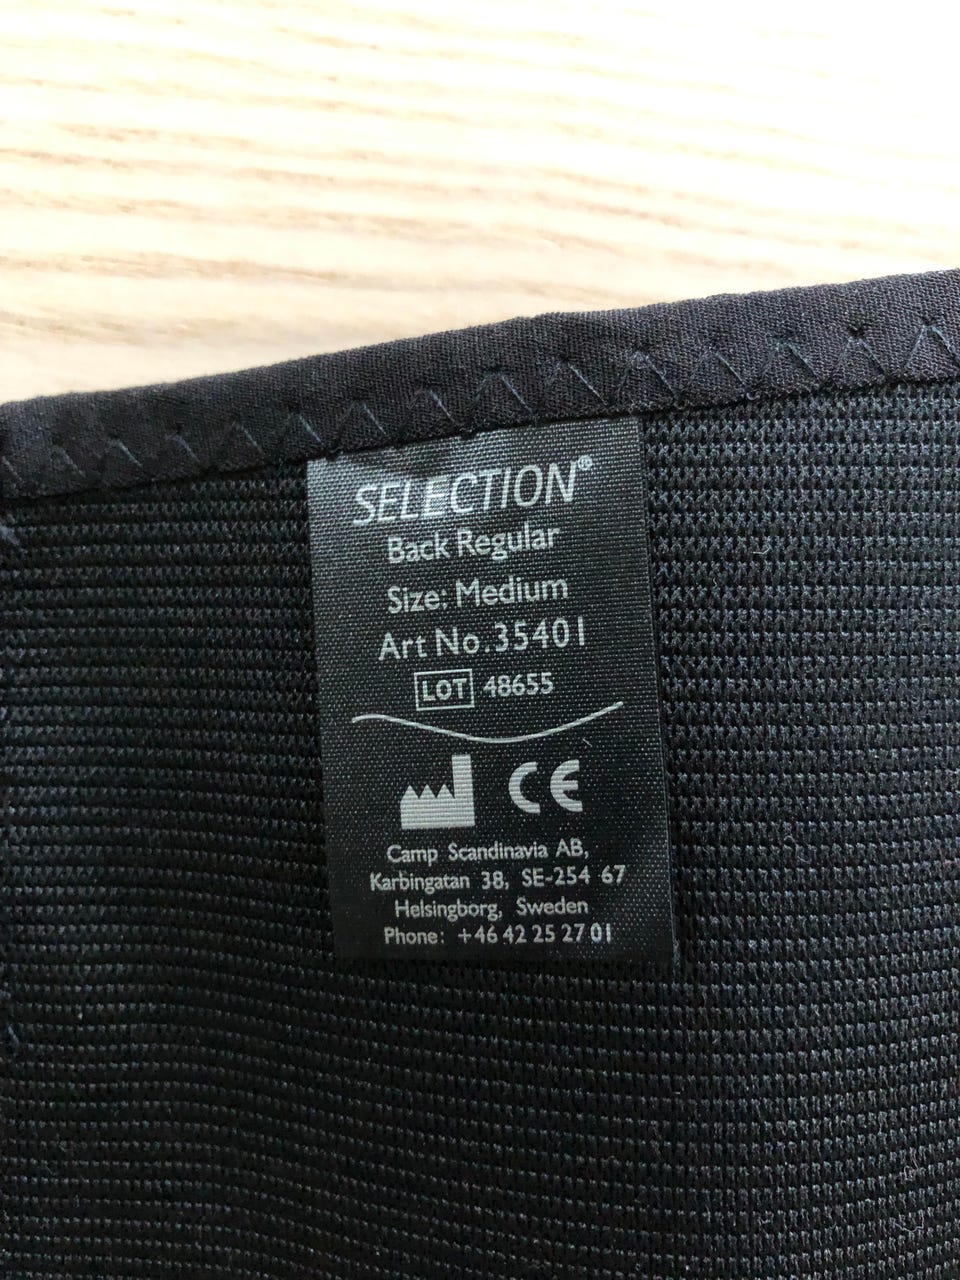 SELECTION®
Back Regular
Size: Medium
Art No.35401
LOT 48655
CE
Camp Scandinavia AB,
Karbingatan 38, SE-254 67
Helsingborg, Sweden
Phone: +46 42 25 27 01